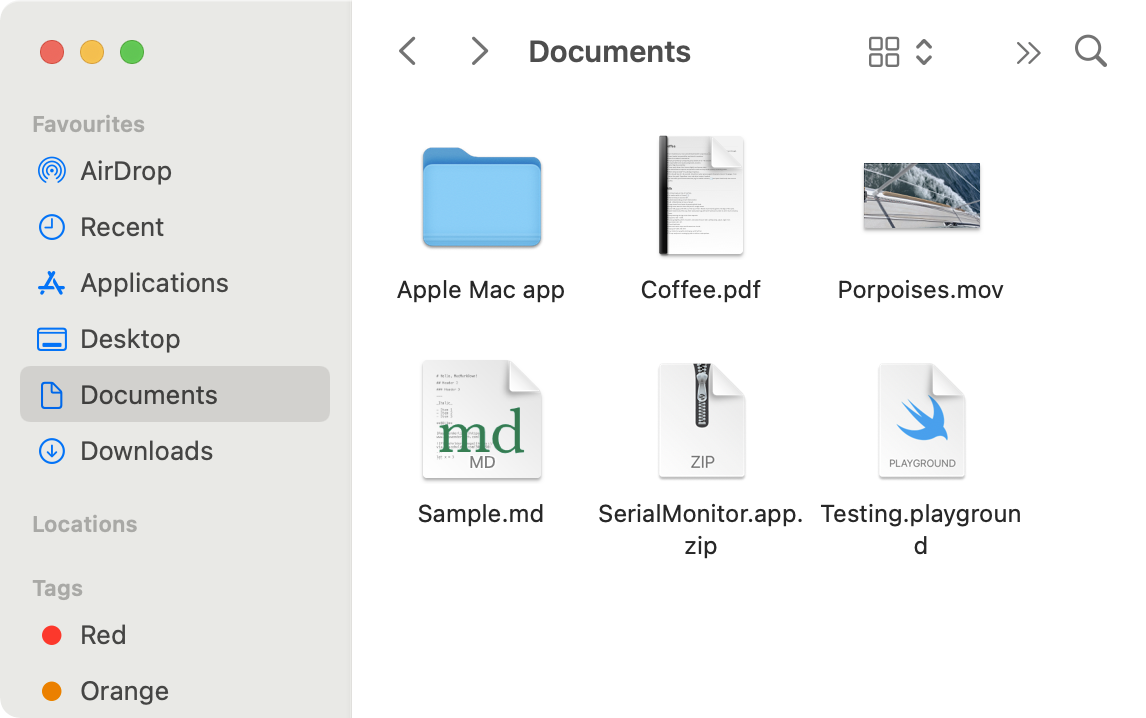 Favourites
AirDrop
Recent
Applications
Desktop
Documents
Downloads
Locations
Tags
Red
Orange
Documents
Apple Mac app
Coffee.pdf
Porpoises.mov
md
MD
ZIP
PLAYGROUND
Sample.md
SerialMonitor.app.
zip
Testing.playgroun
d